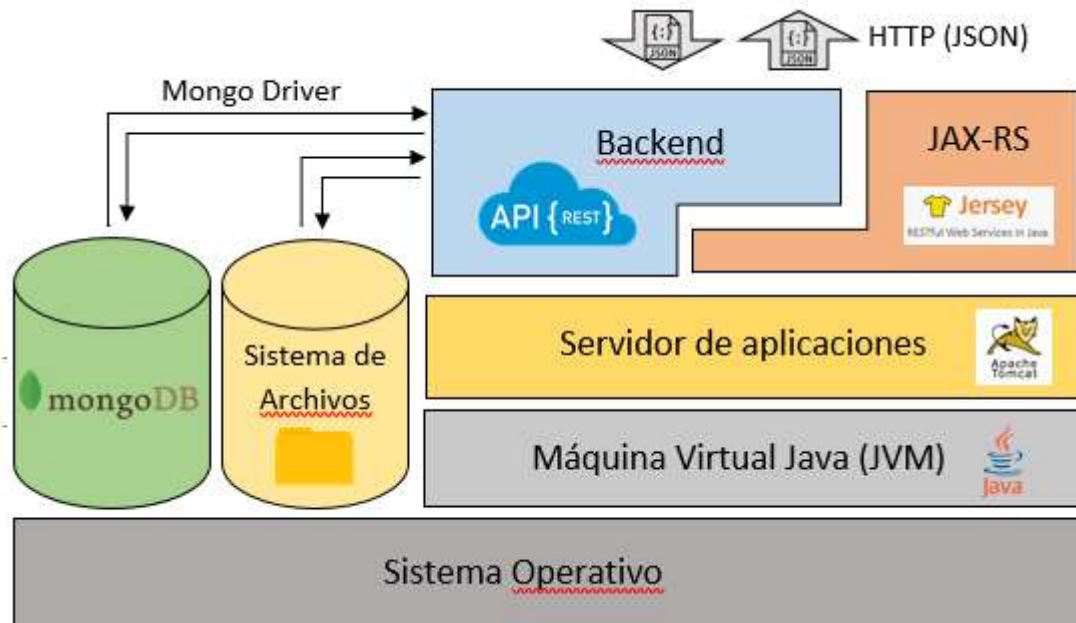 {:}
JSON
{:}
JSON
HTTP (JSON)
Mongo Driver
Backend
API {REST}
JAX-RS
Jersey
RESTful Web Services in Java.
mongoDB
Sistema de
Archivos
Servidor de aplicaciones
Apache
Tomcat
Máquina Virtual Java (JVM)
Java
Sistema Operativo